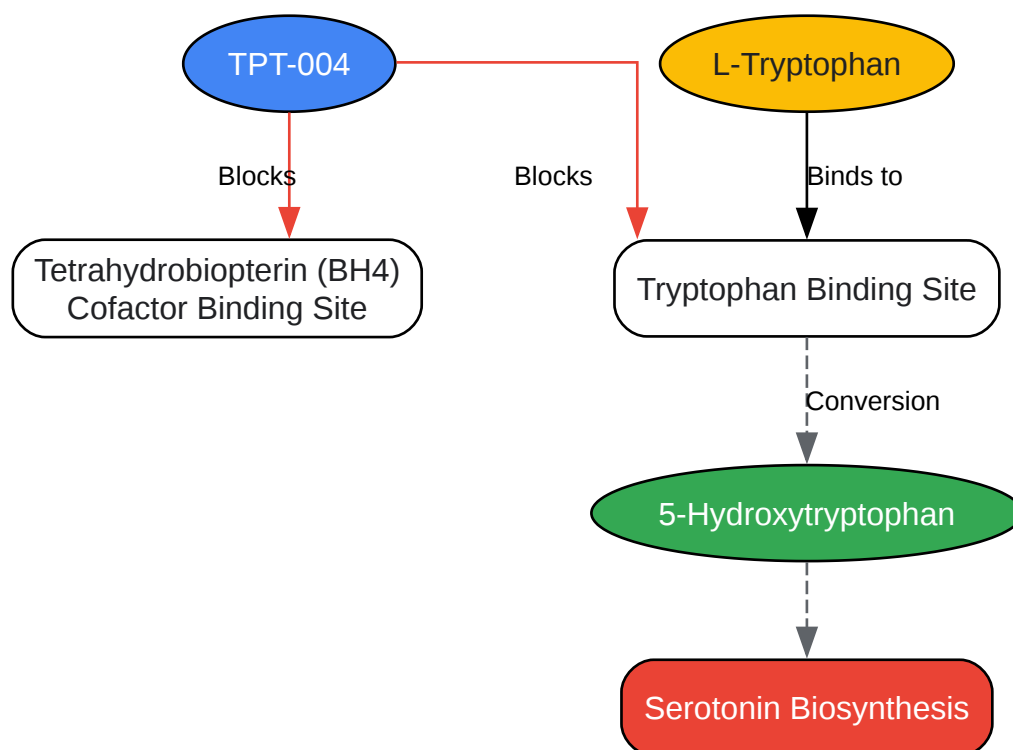 TPT-004
L-Tryptophan
Blocks
Blocks
Binds to
Tetrahydrobiopterin (BH4)
Cofactor Binding Site
Tryptophan Binding Site
Conversion
5-Hydroxytryptophan
Serotonin Biosynthesis